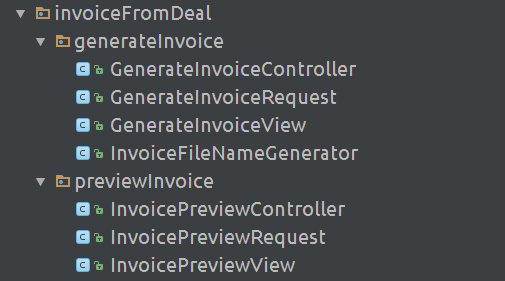 invoiceFromDeal
generateInvoice
C GenerateInvoiceController
C GenerateInvoiceRequest
C GenerateInvoiceView
C InvoiceFileNameGenerator
previewInvoice
C InvoicePreviewController
C InvoicePreviewRequest
C InvoicePreviewView